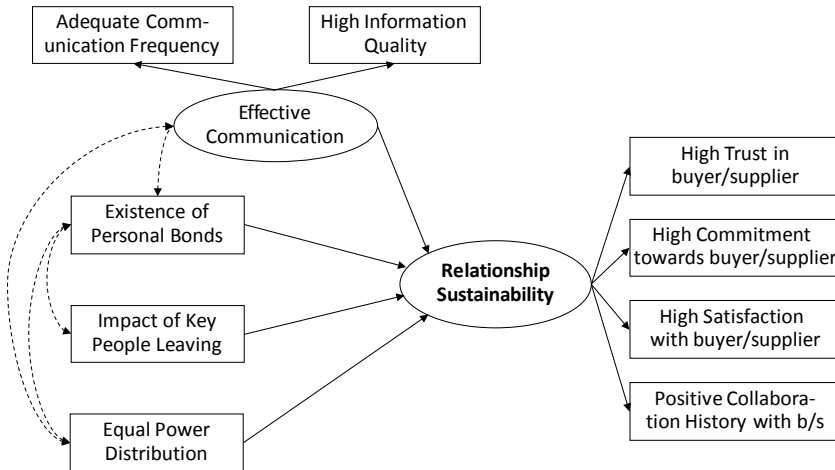 Adequate Comm-
unication Frequency
High Information
Quality
Effective
Communication
Existence of
Personal Bonds
Impact of Key
People Leaving
Equal Power
Distribution
Relationship
Sustainability
High Trust in
buyer/supplier
High Commitment
towards buyer/supplier
High Satisfaction
with buyer/supplier
Positive Collabora-
tion History with b/s